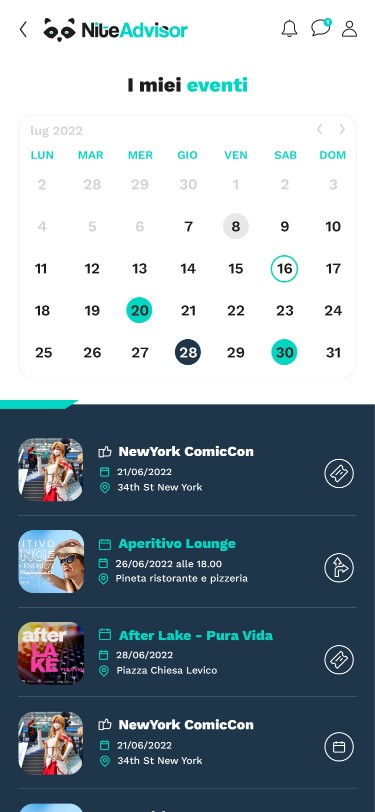 NiteAdvisor
I miei eventi
lug 2022
LUN MAR MER GIO VEN SAB DOM
2 28 29 30 1 2 3
4 5 6 7 8 9 10
11 12 13 14 15 16 17
18 19 20 21 22 23 24
25 26 27 28 29 30 31
NewYork ComicCon
21/06/2022
34th St New York
ITIVO
Aperitivo Lounge
26/06/2022 alle 18.00
Pineta ristorante e pizzeria
after
LA
KE
After Lake - Pura Vida
28/06/2022
Piazza Chiesa Levico
NewYork ComicCon
21/06/2022
34th St New York